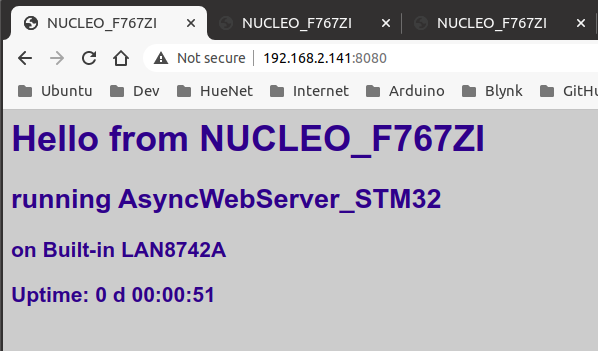 NUCLEO_F767ZI NUCLEO_F767ZI NUCLEO_F767ZI
Not secure 192.168.2.141:8080
Ubuntu Dev HueNet Internet Arduino Blynk GitHu
Hello from NUCLEO_F767ZI
running AsyncWebServer_STM32
on Built-in LAN8742A
Uptime: 0 d 00:00:51